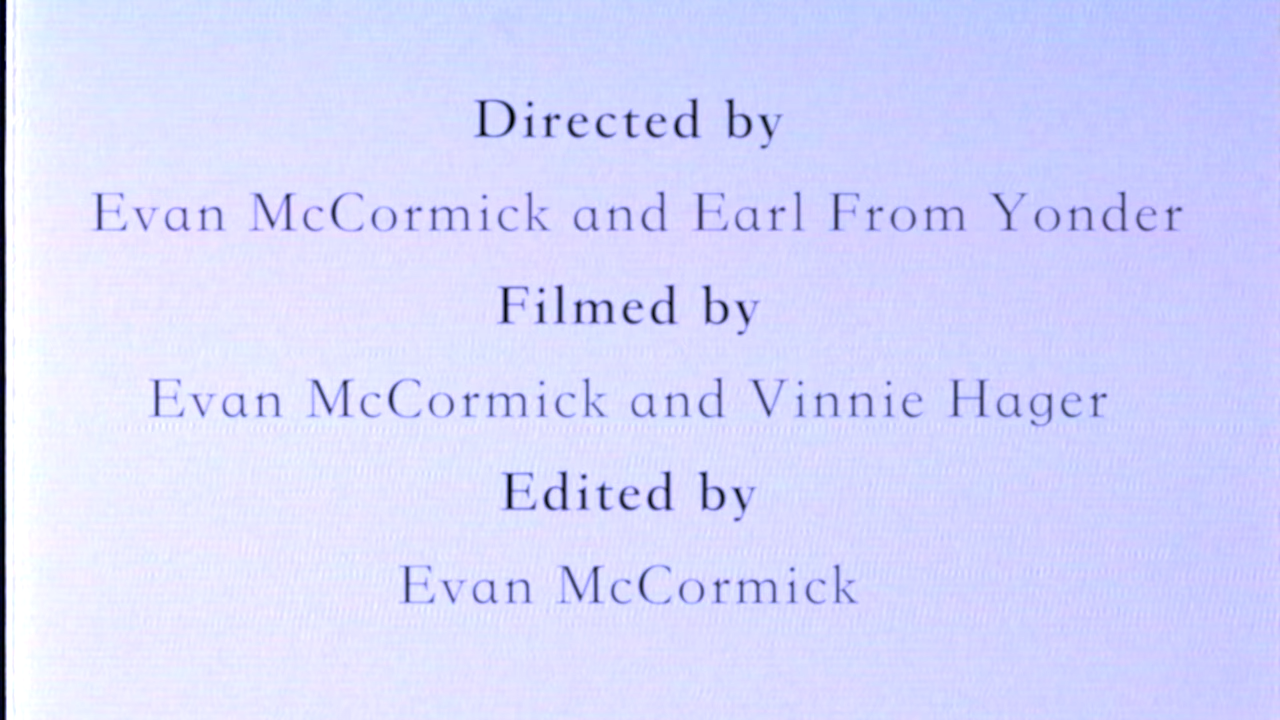 Directed by
Evan McCormick and Earl From Yonder
Filmed by
Evan McCormick and Vinnie Hager
Edited by
Evan McCormick